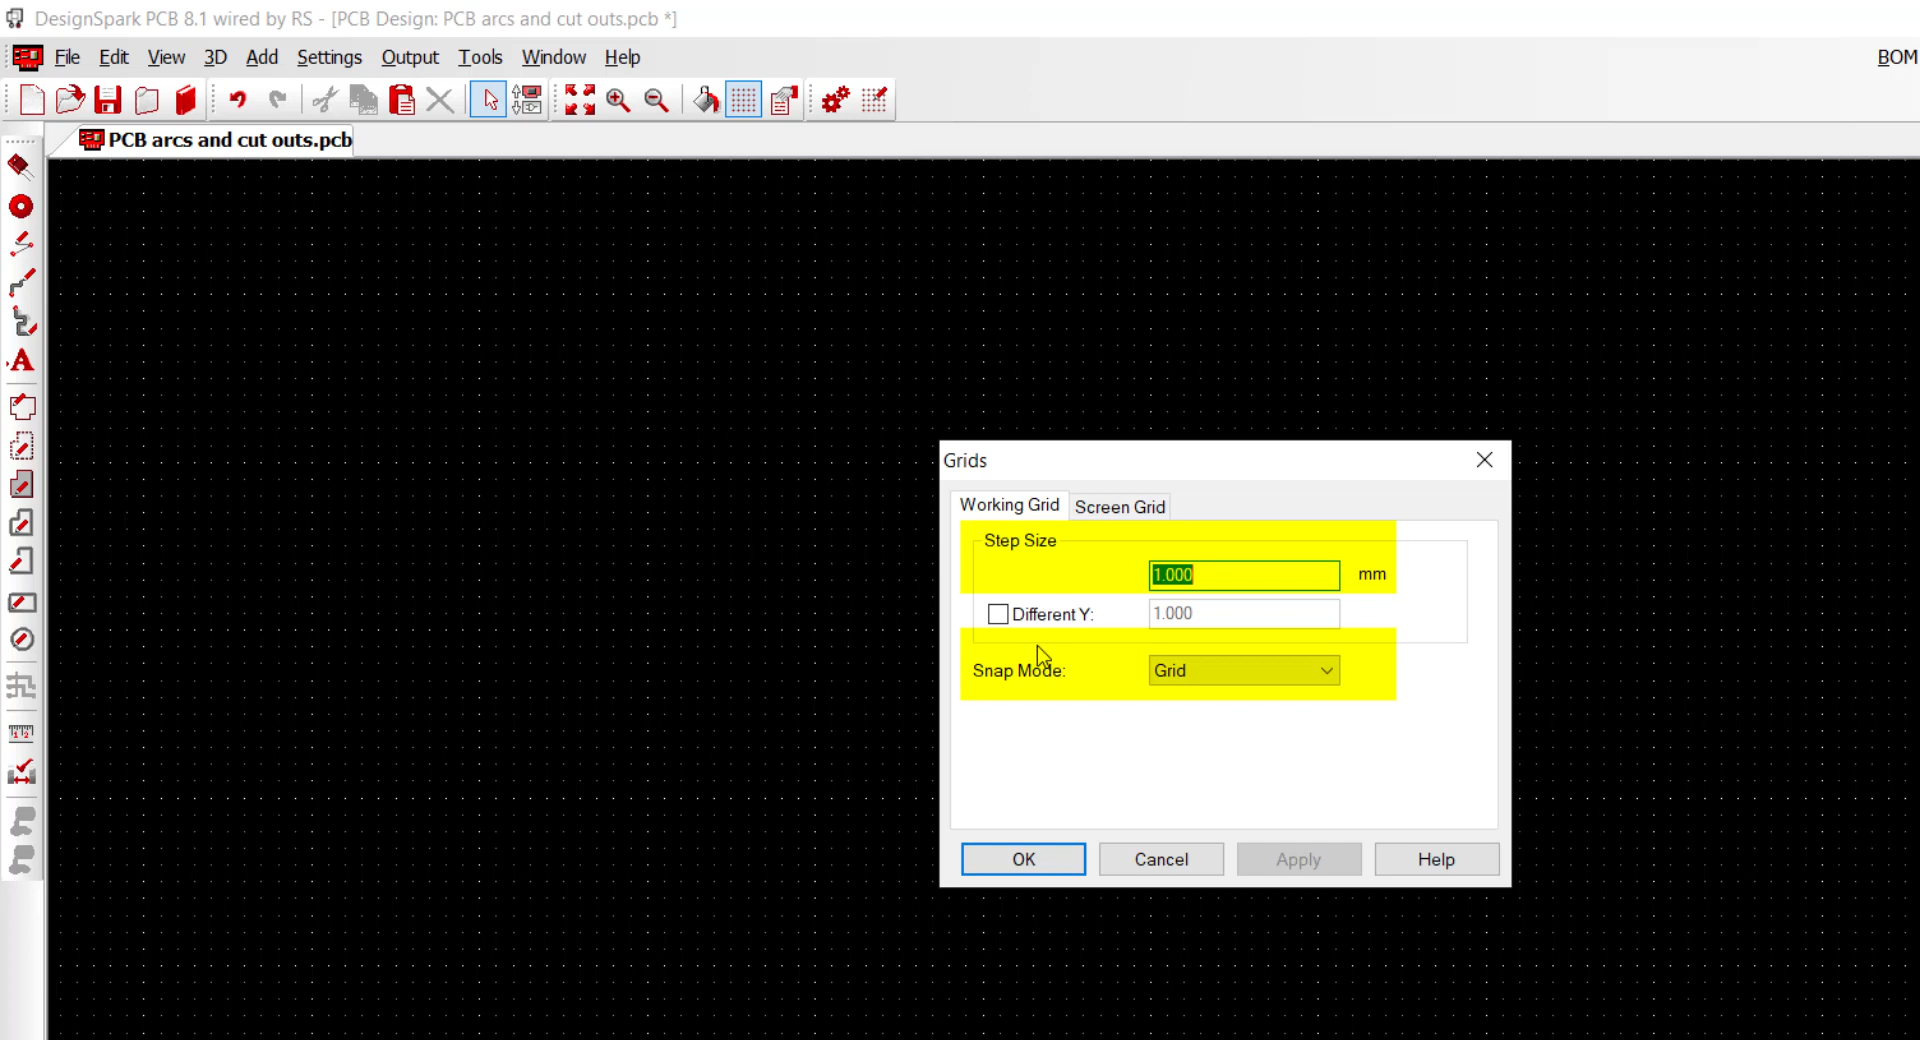 DesignSpark PCB 8.1 wired by RS - [PCB Design: PCB arcs and cut outs.pcb *]
File Edit View 3D Add Settings Output Tools Window Help BOM
PCB arcs and cut outs.pcb
A
Grids
Working Grid Screen Grid
Step Size
1.000 mm
Different Y: 1.000
Snap Mode: Grid
OK Cancel Apply Help